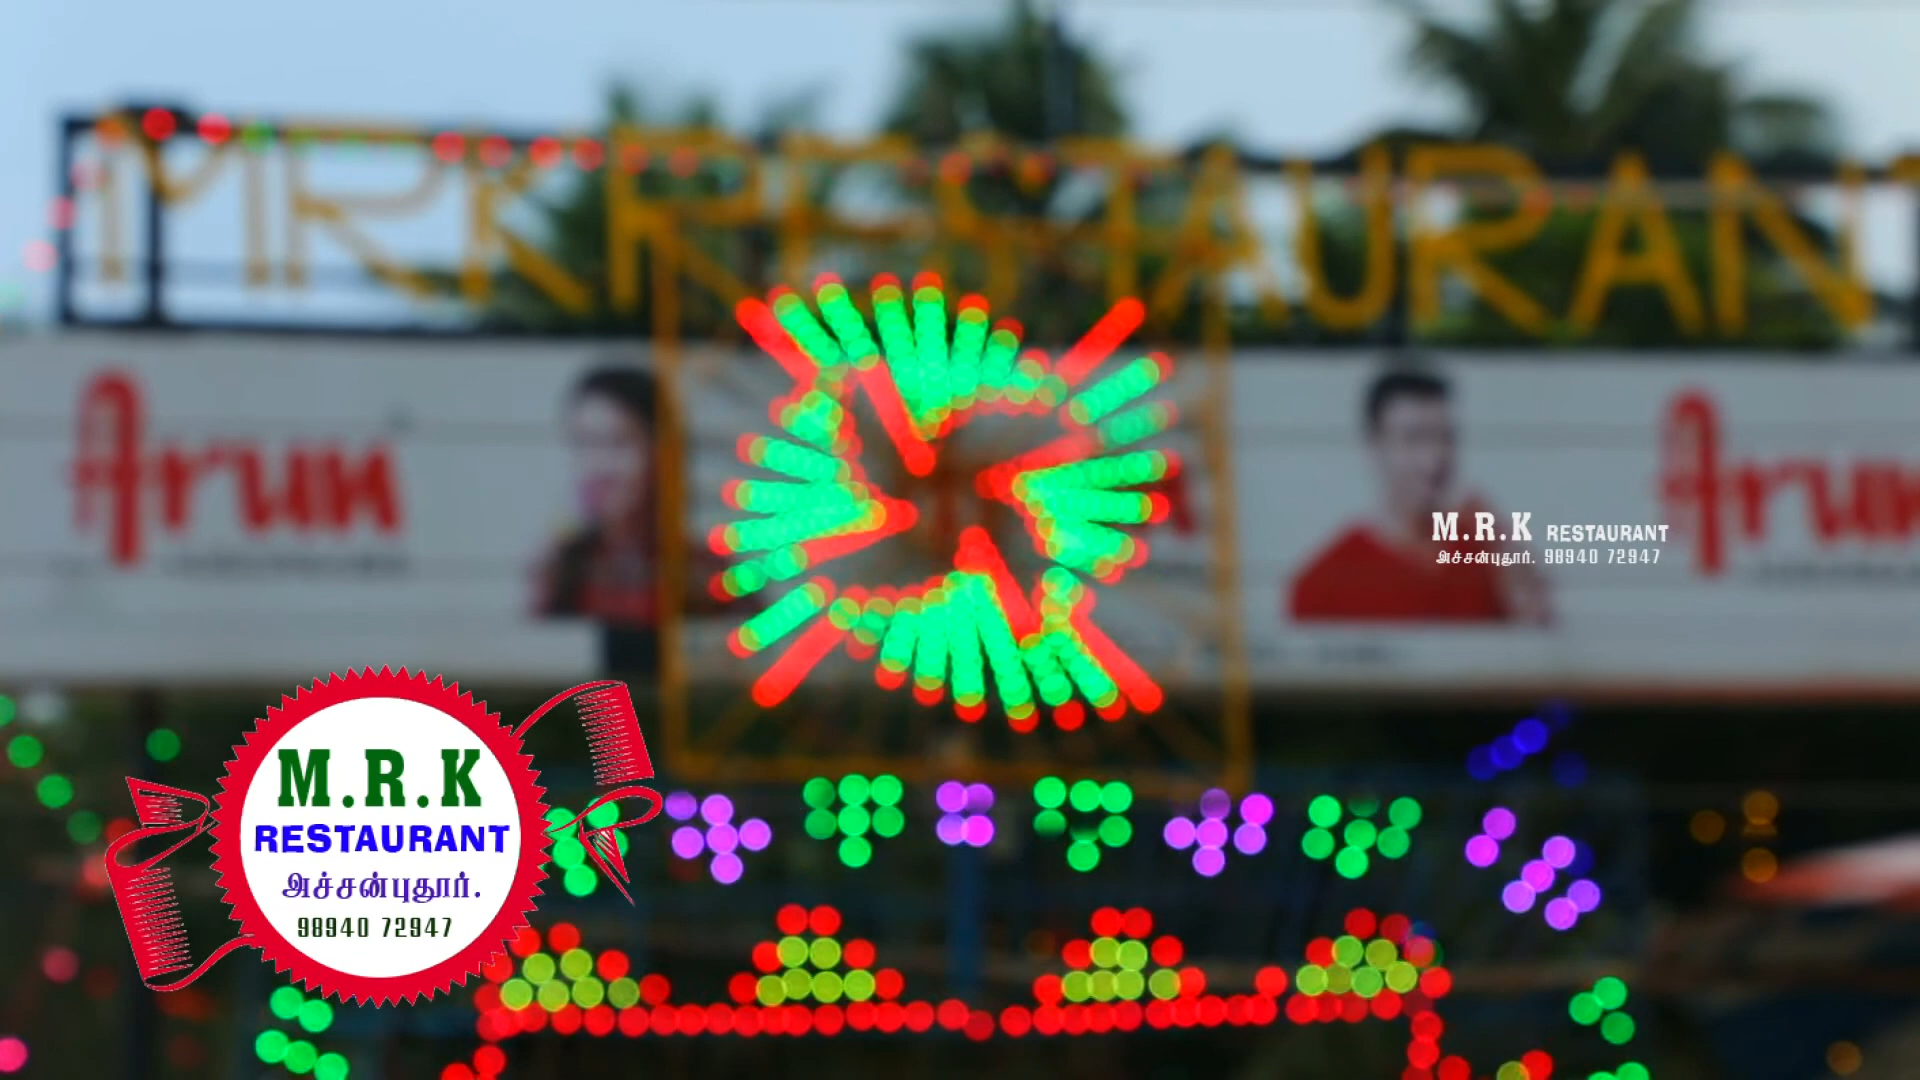 MRK RESTAURANT
Arun
Arun
M.R.K RESTAURANT
அச்சன்புதூர். 98940 72947
M.R.K
RESTAURANT
அச்சன்புதூர்.
98940 72947